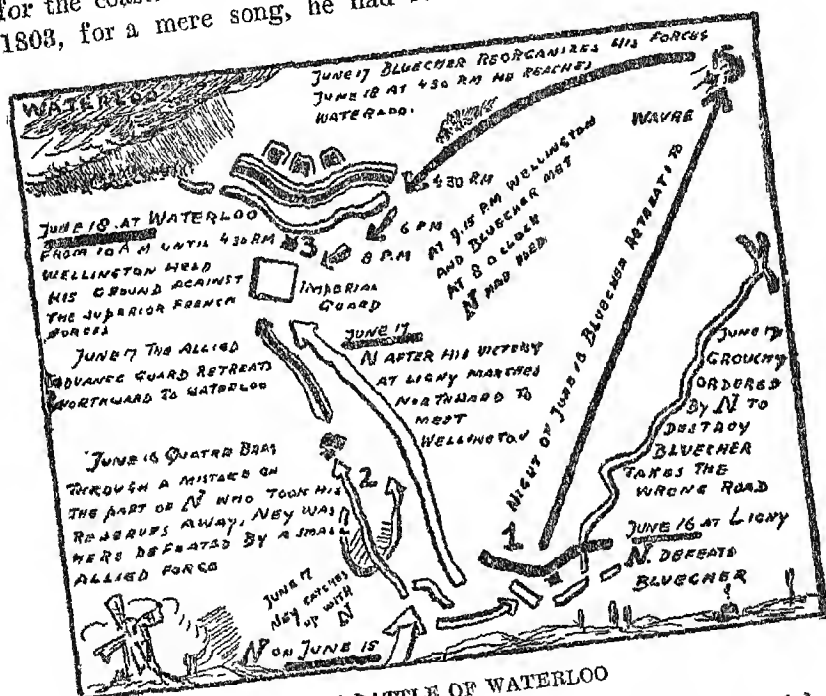 for the coast
1803, for a mere song, he had
WATERLOO
JUNE 17 BLUECHER REORGANIZES HIS FORCES
JUNE 18 AT 430 PM HE REACHES
WATERLOO.
WAVRE
430 PM
6 PM
8 PM
AT 9.15 PM WELLINGTON
AND BLUECHER MET
AT 8 O'CLOCK
N HAD FLED.
JUNE 18. AT WATERLOO
FROM 10 AM UNTIL 430 PM
WELLINGTON HELD
HIS GROUND AGAINST
THE SUPERIOR FRENCH
FORCES
3
IMPERIAL
GUARD
JUNE 17 THE ALLIED
ADVANCE GUARD RETREATS
NORTHWARD TO WATERLOO
JUNE 17
N AFTER HIS VICTORY
AT LIGNY MARCHES
NORTHWARD TO
MEET
WELLINGTON
NIGHT OF JUNE 16 BLUECHER RETREATS TO
JUNE 17
GROUCHY
ORDERED
BY N TO
DESTROY
BLUECHER
TAKES THE
WRONG ROAD
JUNE 16 QUATRE BRAS
THROUGH A MISTAKE ON
THE PART OF N WHO TOOK HIS
RESERVES AWAY, NEY WAS
HERE DEFEATED BY A SMALL
ALLIED FORCE
2
1
JUNE 16 AT LIGNY
N. DEFEATS
BLUECHER
JUNE 17
NEY CATCHES
UP WITH
N
N ON JUNE 15
BATTLE OF WATERLOO